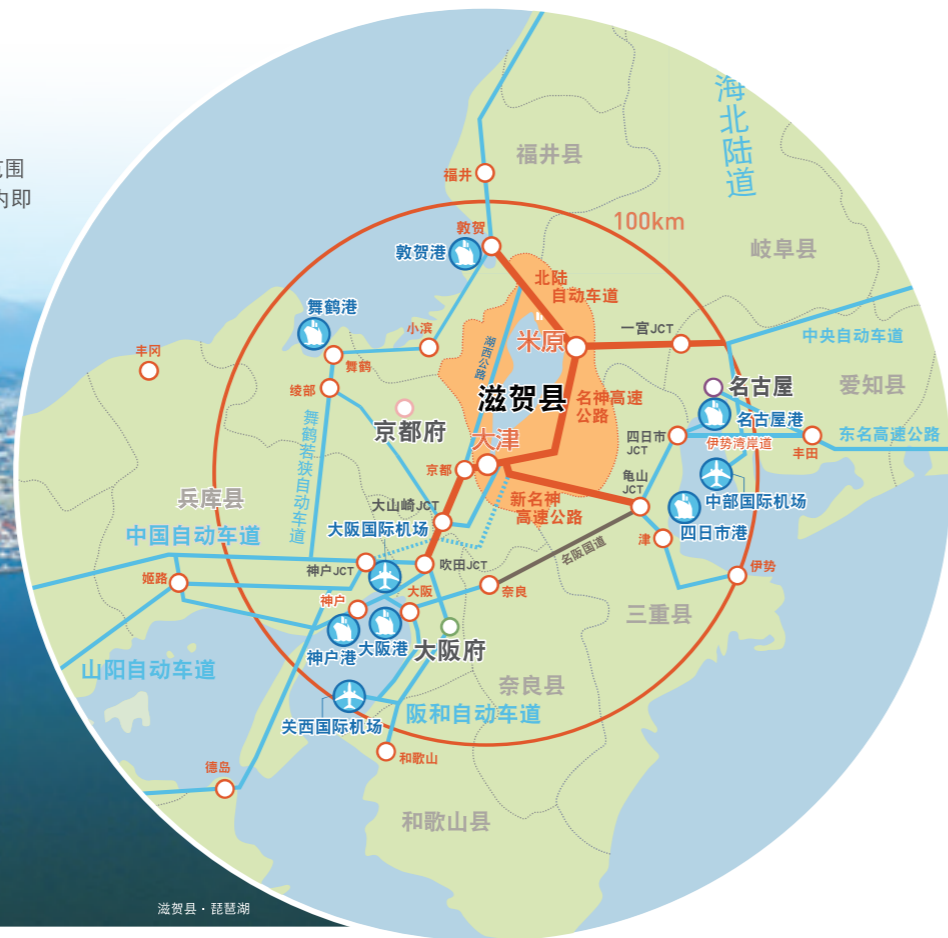 范围
内即
海北陆道
福井县
福井
100km
敦贺
敦贺港
岐阜县
北陆
自动车道
舞鹤港
小滨
一宫JCT
中央自动车道
湖西公路
米原
丰冈
舞鹤
绫部
滋贺县
名古屋
爱知县
名神高速
公路
名古屋港
京都府
大津
四日市
JCT
伊势湾岸道
东名高速公路
丰田
舞鹤若狭自动车道
京都
龟山
JCT
兵库县
大山崎JCT
新名神
高速公路
中部国际机场
四日市港
大阪国际机场
中国自动车道
津
名阪国道
神户JCT
吹田JCT
伊势
姬路
大阪
奈良
神户
三重县
神户港
大阪港
大阪府
山阳自动车道
奈良县
阪和自动车道
关西国际机场
和歌山
德岛
和歌山县
滋贺县・琵琶湖